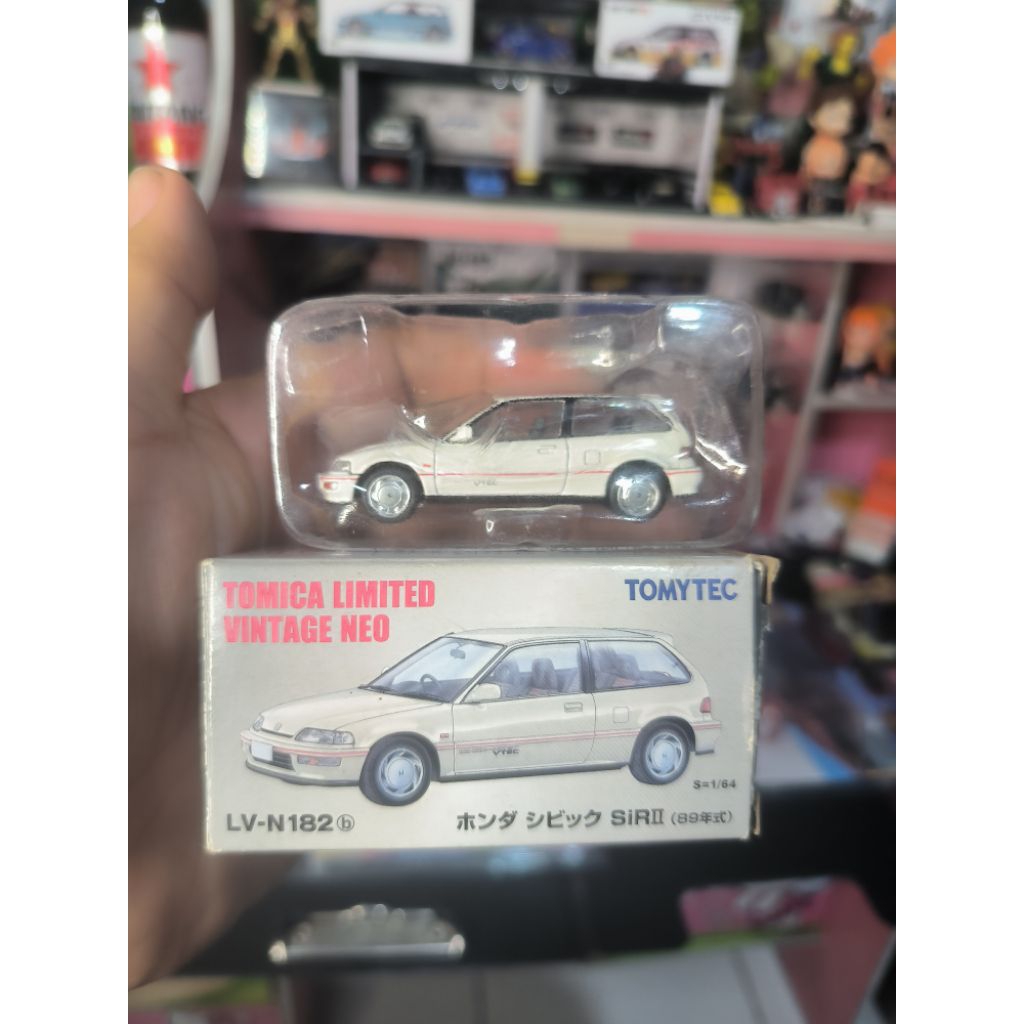 TOMICA LIMITED
VINTAGE NEO
TOMYTEC
VTEC
VTEC
S=1/64
LV-N182ⓑ
ホンダ シビック SiRⅡ (89年式)